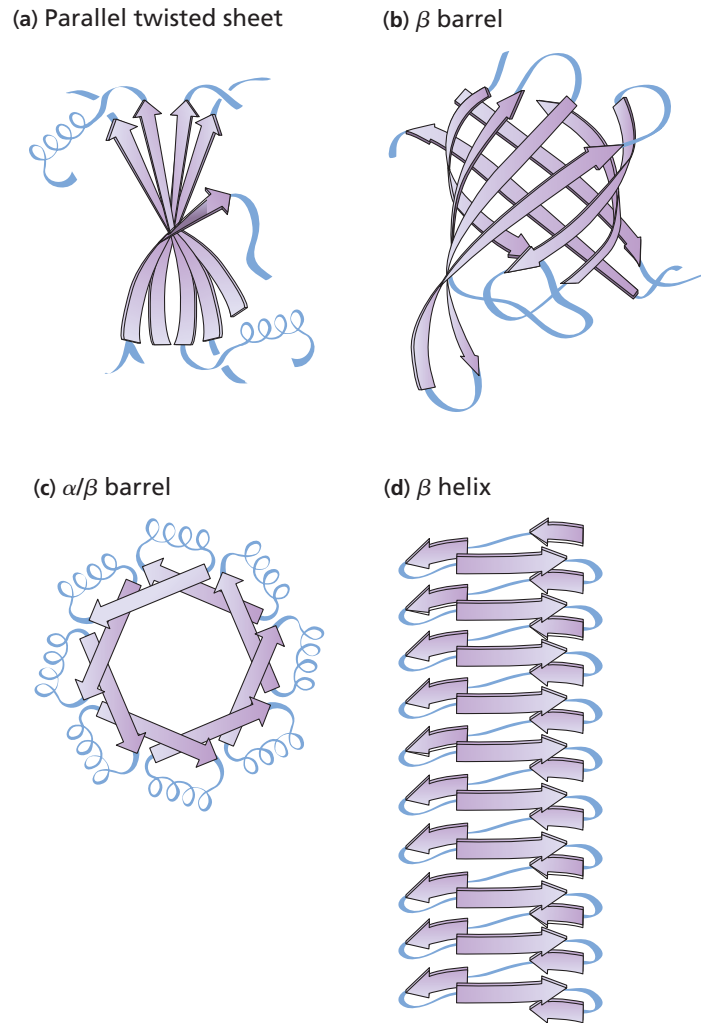 (a) Parallel twisted sheet
(b) β barrel
(c) α/β barrel
(d) β helix